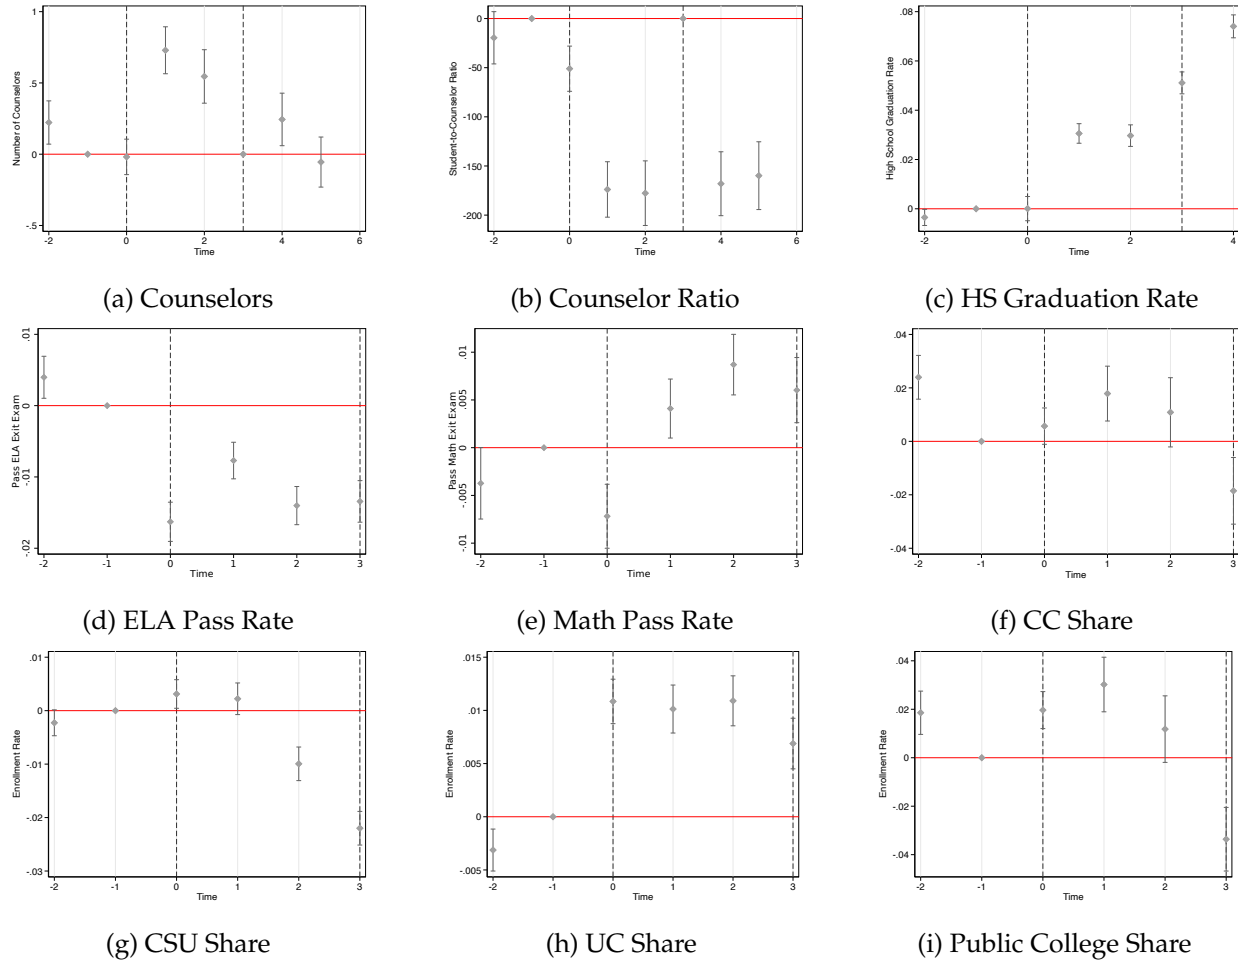 1
.5
0
-.5
Number of Counselors
-2 0 2 4 6
Time
(a) Counselors
0
-50
-100
-150
-200
Student-to-Counselor Ratio
-2 0 2 4 6
Time
(b) Counselor Ratio
.08
.06
.04
.02
0
High School Graduation Rate
-2 0 2 4
Time
(c) HS Graduation Rate
.01
0
-.01
-.02
Pass ELA Exit Exam
-2 -1 0 1 2 3
Time
(d) ELA Pass Rate
.01
.005
0
-.005
-.01
Pass Math Exit Exam
-2 -1 0 1 2 3
Time
(e) Math Pass Rate
.04
.02
0
-.02
-.04
Enrollment Rate
-2 -1 0 1 2 3
Time
(f) CC Share
.01
0
-.01
-.02
-.03
Enrollment Rate
-2 -1 0 1 2 3
Time
(g) CSU Share
.015
.01
.005
0
-.005
Enrollment Rate
-2 -1 0 1 2 3
Time
(h) UC Share
.04
.02
0
-.02
-.04
Enrollment Rate
-2 -1 0 1 2 3
Time
(i) Public College Share